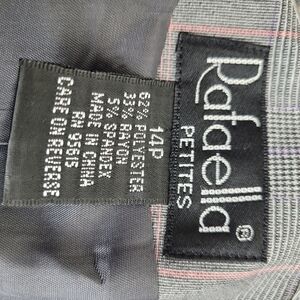 Rafaella®
PETITES
14P
62% POLYESTER
33% RAYON
5% SPANDEX
MADE IN CHINA
RN 95615
CARE ON REVERSE